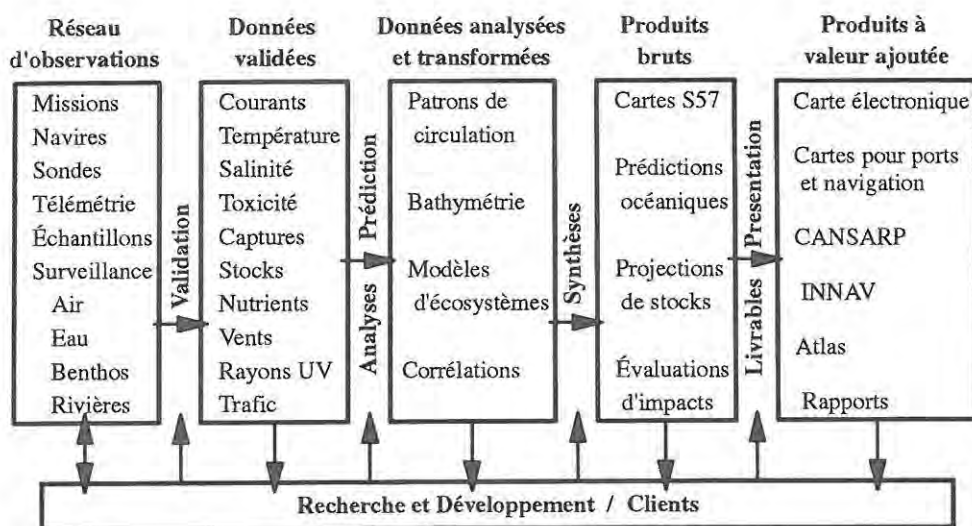 Réseau
d'observations
Missions
Navires
Sondes
Télémétrie
Échantillons
Surveillance
Air
Eau
Benthos
Rivières
Validation
Données
validées
Courants
Température
Salinité
Toxicité
Captures
Stocks
Nutrients
Vents
Rayons UV
Trafic
Analyses Prédiction
Données analysées
et transformées
Patrons de
circulation
Bathymétrie
Modèles
d'écosystèmes
Corrélations
Synthèses
Produits
bruts
Cartes S57
Prédictions
océaniques
Projections
de stocks
Évaluations
d'impacts
Livrables Presentation
Produits à
valeur ajoutée
Carte électronique
Cartes pour ports
et navigation
CANSARP
INNAV
Atlas
Rapports
Recherche et Développement / Clients